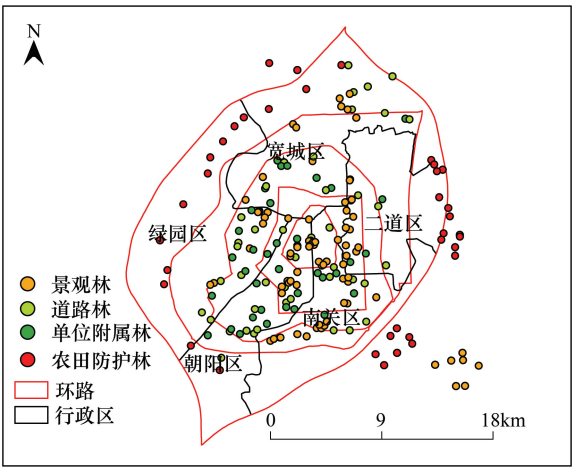 N
宽城区
二道区
绿园区
南关区
朝阳区
景观林
道路林
单位附属林
农田防护林
环路
行政区
0 9 18km